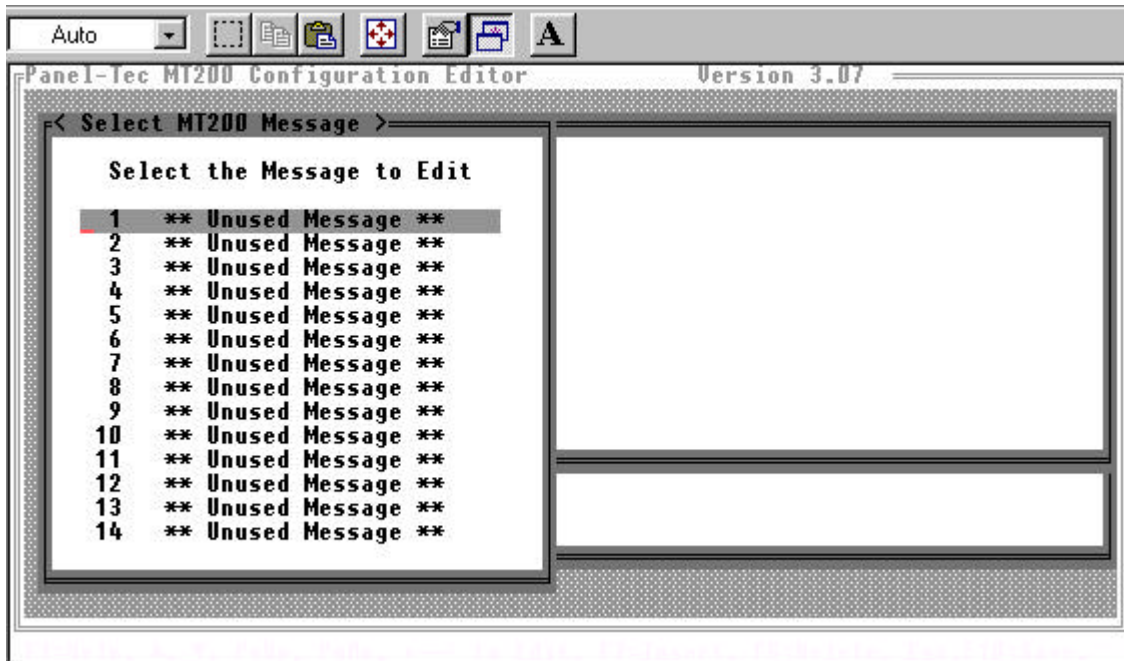 Auto A
Panel-Tec MT200 Configuration Editor Version 3.07
< Select MT200 Message >
Select the Message to Edit
1 ** Unused Message **
2 ** Unused Message **
3 ** Unused Message **
4 ** Unused Message **
5 ** Unused Message **
6 ** Unused Message **
7 ** Unused Message **
8 ** Unused Message **
9 ** Unused Message **
10 ** Unused Message **
11 ** Unused Message **
12 ** Unused Message **
13 ** Unused Message **
14 ** Unused Message **